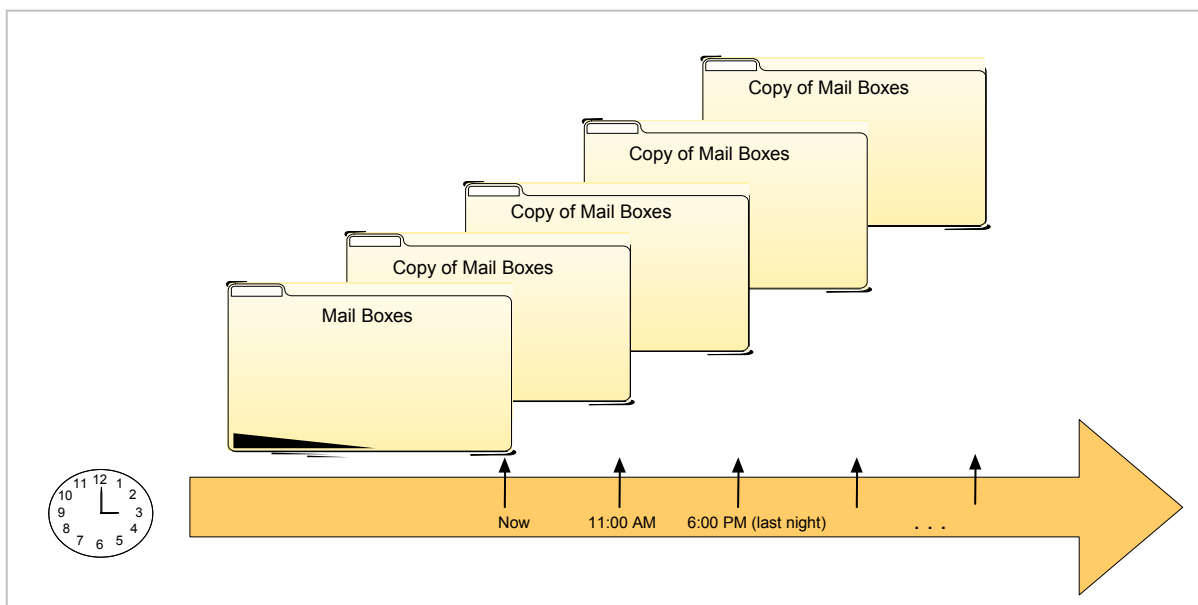 Copy of Mail Boxes
Copy of Mail Boxes
Copy of Mail Boxes
Copy of Mail Boxes
Mail Boxes
12
11 1
10 2
9 3
8 4
7 5
6
Now 11:00 AM 6:00 PM (last night) . . .